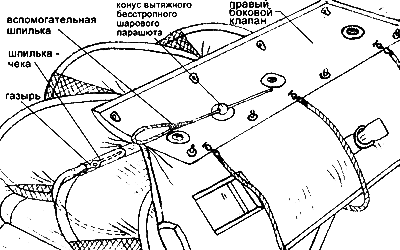 вспомогательная
шпилька
шпилька -
чека
газырь
конус вытяжного
бесстропного
шарового
парашюта
правый
боковой
клапан